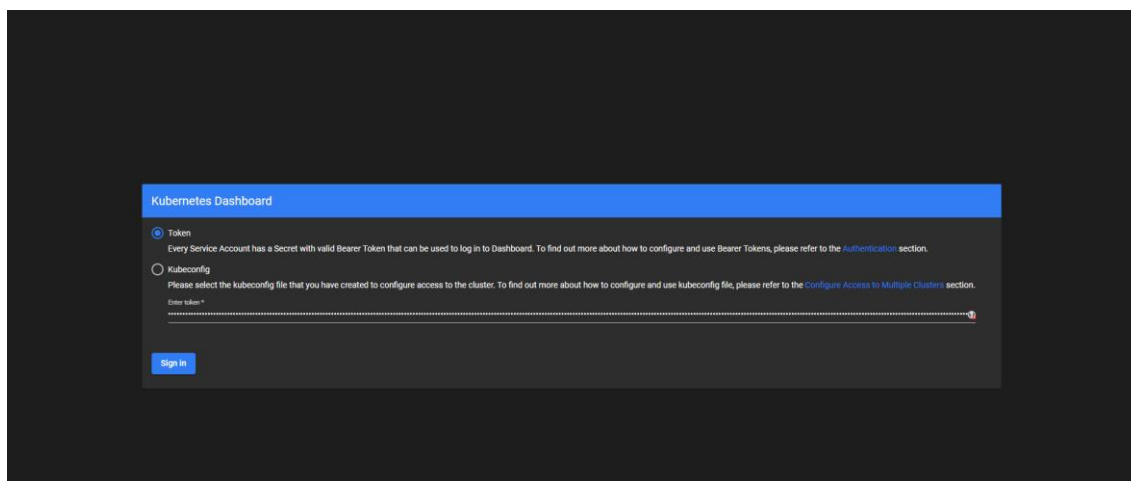 Kubernetes Dashboard
Token
Every Service Account has a Secret with valid Bearer Token that can be used to log in to Dashboard. To find out more about how to configure and use Bearer Tokens, please refer to the Authentication section.
Kubeconfig
Please select the kubeconfig file that you have created to configure access to the cluster. To find out more about how to configure and use kubeconfig file, please refer to the Configure Access to Multiple Clusters section.
Enter token *
Sign in